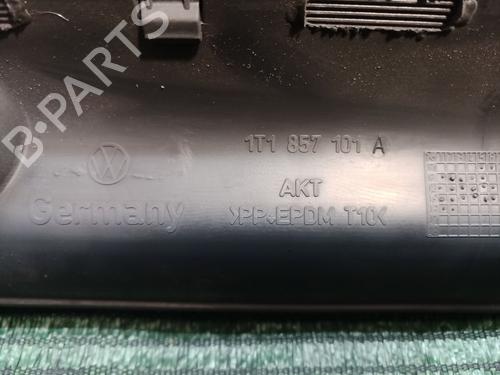 B-PARTS
1T1 857 101 A
AKT
Germany
>PP+EPDM T10<